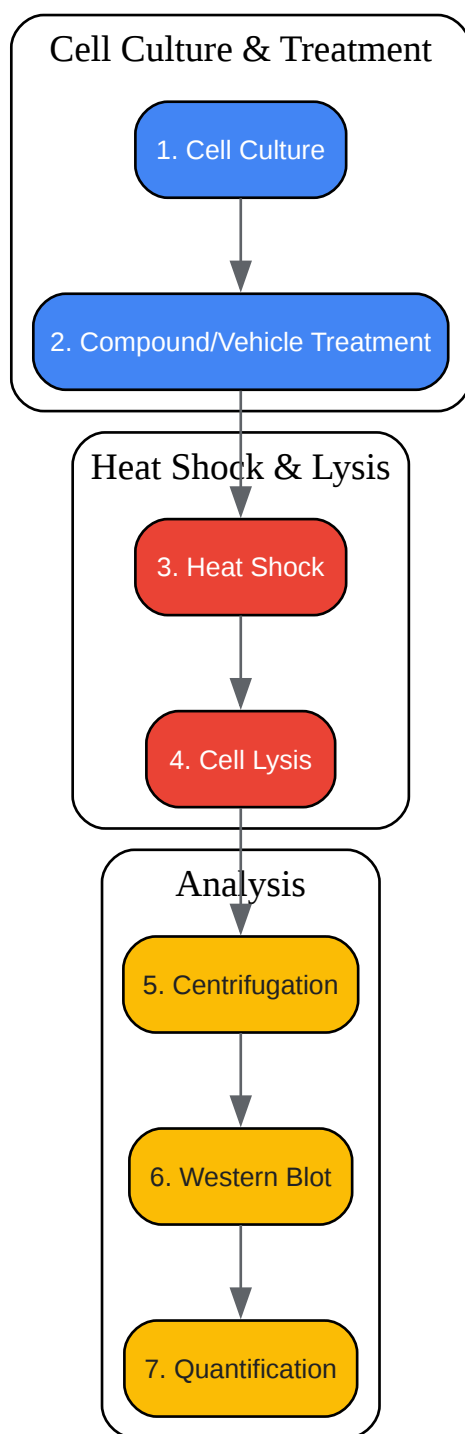 Cell Culture & Treatment
1. Cell Culture
2. Compound/Vehicle Treatment
Heat Shock & Lysis
3. Heat Shock
4. Cell Lysis
Analysis
5. Centrifugation
6. Western Blot
7. Quantification